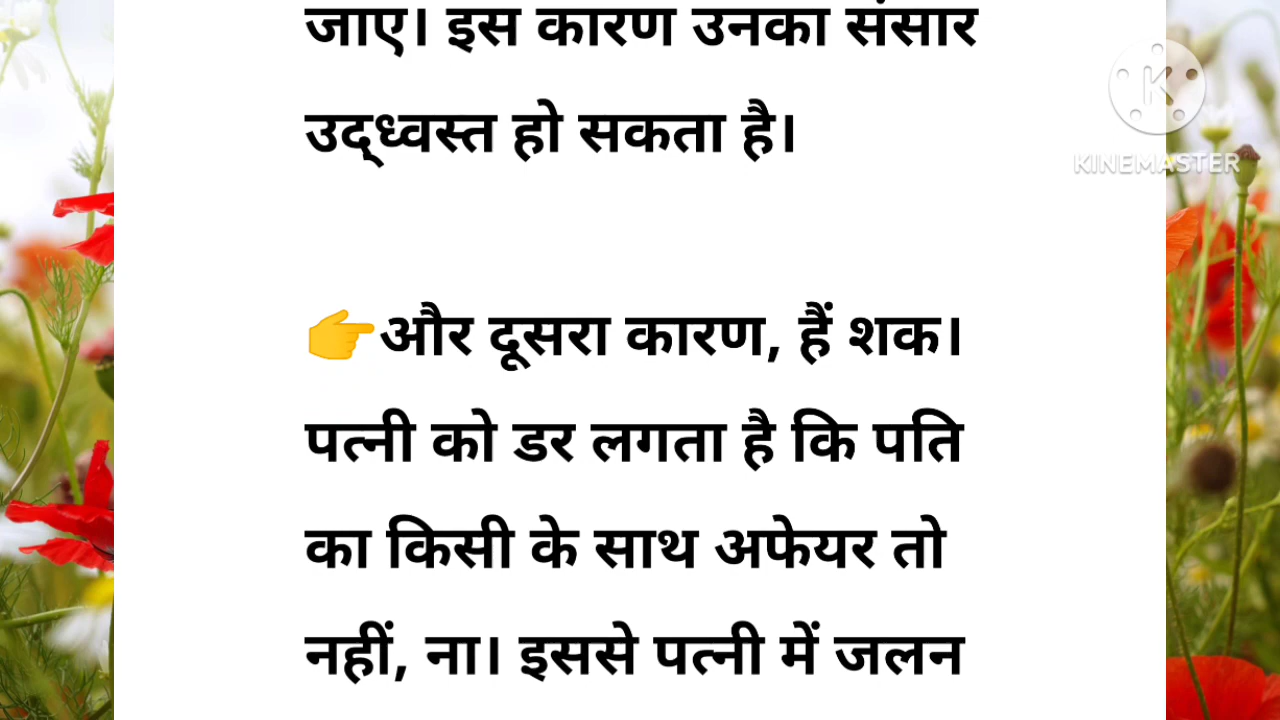 जाए। इस कारण उनका संसार
उद्ध्वस्त हो सकता है।
👉और दूसरा कारण, हैं शक।
पत्नी को डर लगता है कि पति
का किसी के साथ अफेयर तो
नहीं, ना। इससे पत्नी में जलन
K
KINEMASTER